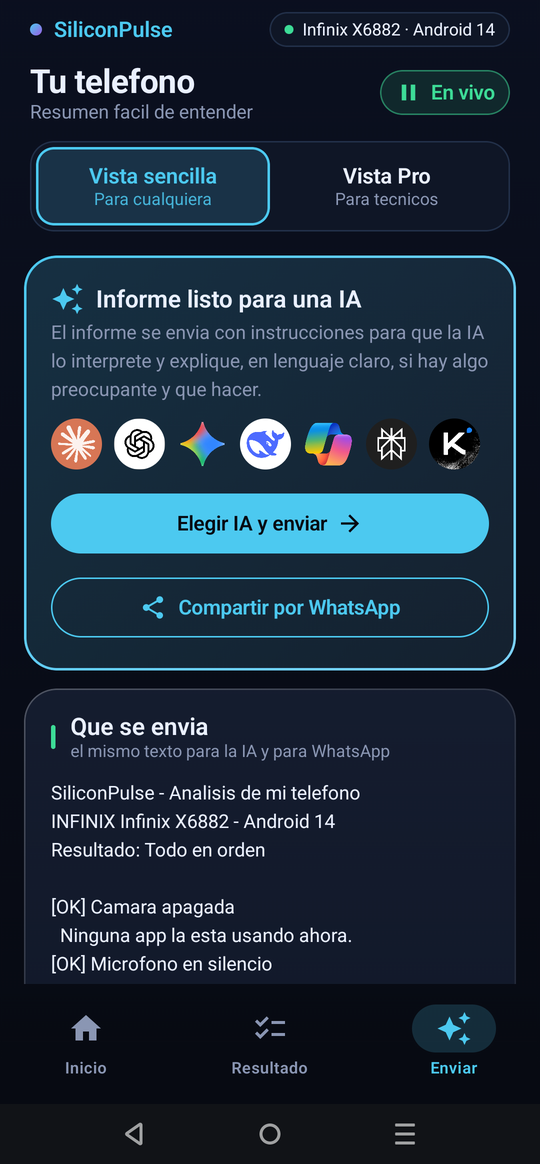 SiliconPulse
Infinix X6882 · Android 14
Tu telefono
Resumen facil de entender
En vivo
Vista sencilla
Para cualquiera
Vista Pro
Para tecnicos
Informe listo para una IA
El informe se envia con instrucciones para que la IA
lo interprete y explique, en lenguaje claro, si hay algo
preocupante y que hacer.
K
Elegir IA y enviar →
Compartir por WhatsApp
Que se envia
el mismo texto para la IA y para WhatsApp
SiliconPulse - Analisis de mi telefono
INFINIX Infinix X6882 - Android 14
Resultado: Todo en orden
[OK] Camara apagada
Ninguna app la esta usando ahora.
[OK] Microfono en silencio
Inicio
Resultado
Enviar